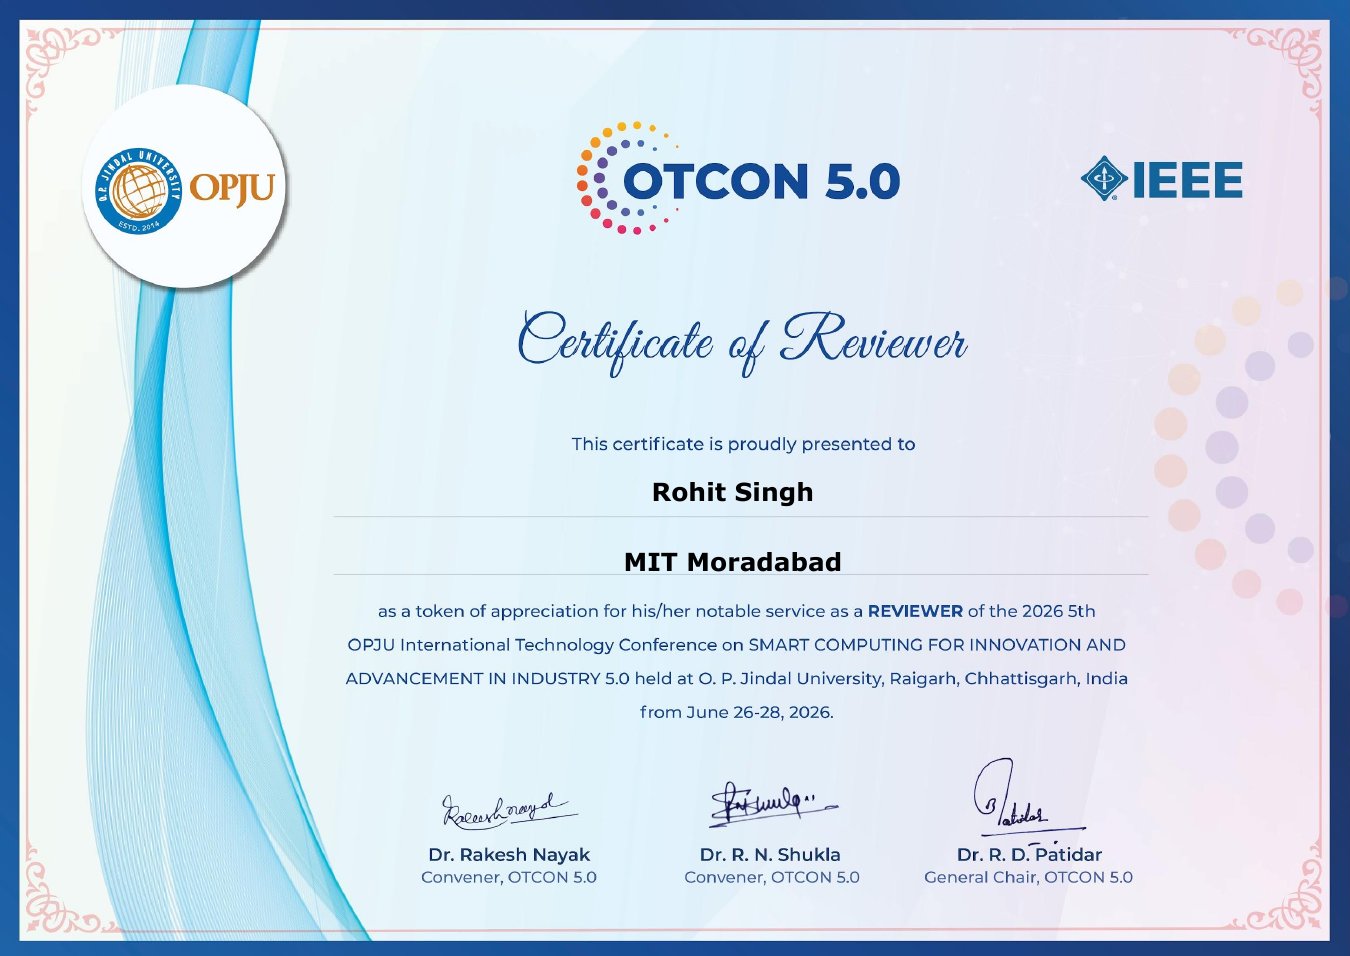 O.P. JINDAL UNIVERSITY
ESTD. 2014
OPJU
OTCON 5.0
IEEE
Certificate of Reviewer
This certificate is proudly presented to
Rohit Singh
MIT Moradabad
as a token of appreciation for his/her notable service as a REVIEWER of the 2026 5th
OPJU International Technology Conference on SMART COMPUTING FOR INNOVATION AND
ADVANCEMENT IN INDUSTRY 5.0 held at O. P. Jindal University, Raigarh, Chhattisgarh, India
from June 26-28, 2026.
Rakeshnayak
Dr. Rakesh Nayak
Convener, OTCON 5.0
Dr. R. N. Shukla
Convener, OTCON 5.0
Dr. R. D. Patidar
General Chair, OTCON 5.0